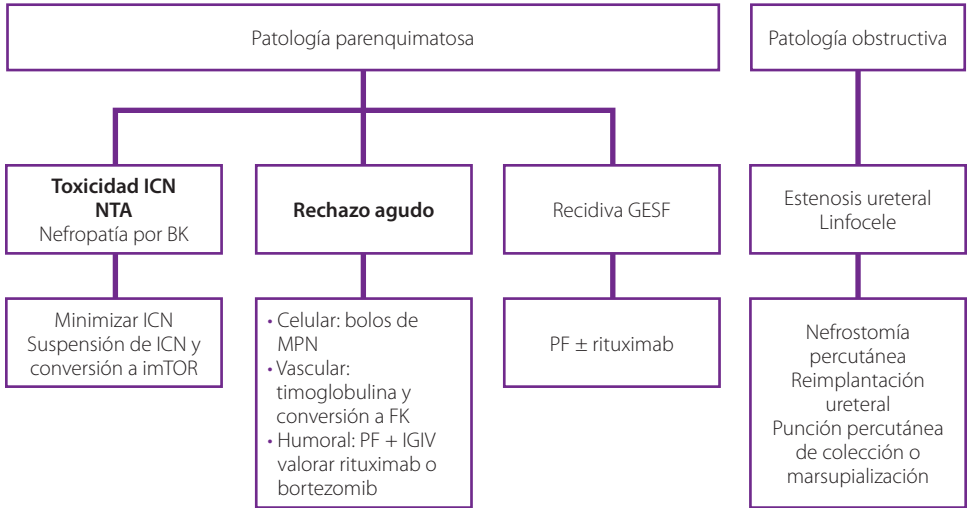 Patología parenquimatosa
Patología obstructiva
Toxicidad ICN
NTA
Nefropatía por BK
Rechazo agudo
Recidiva GESF
Estenosis ureteral
Linfocele
Minimizar ICN
Suspensión de ICN y
conversión a imTOR
• Celular: bolos de
MPN
• Vascular:
timoglobulina y
conversión a FK
• Humoral: PF + IGIV
valorar rituximab o
bortezomib
PF ± rituximab
Nefrostomía
percutánea
Reimplantación
ureteral
Punción percutánea
de colección o
marsupialización